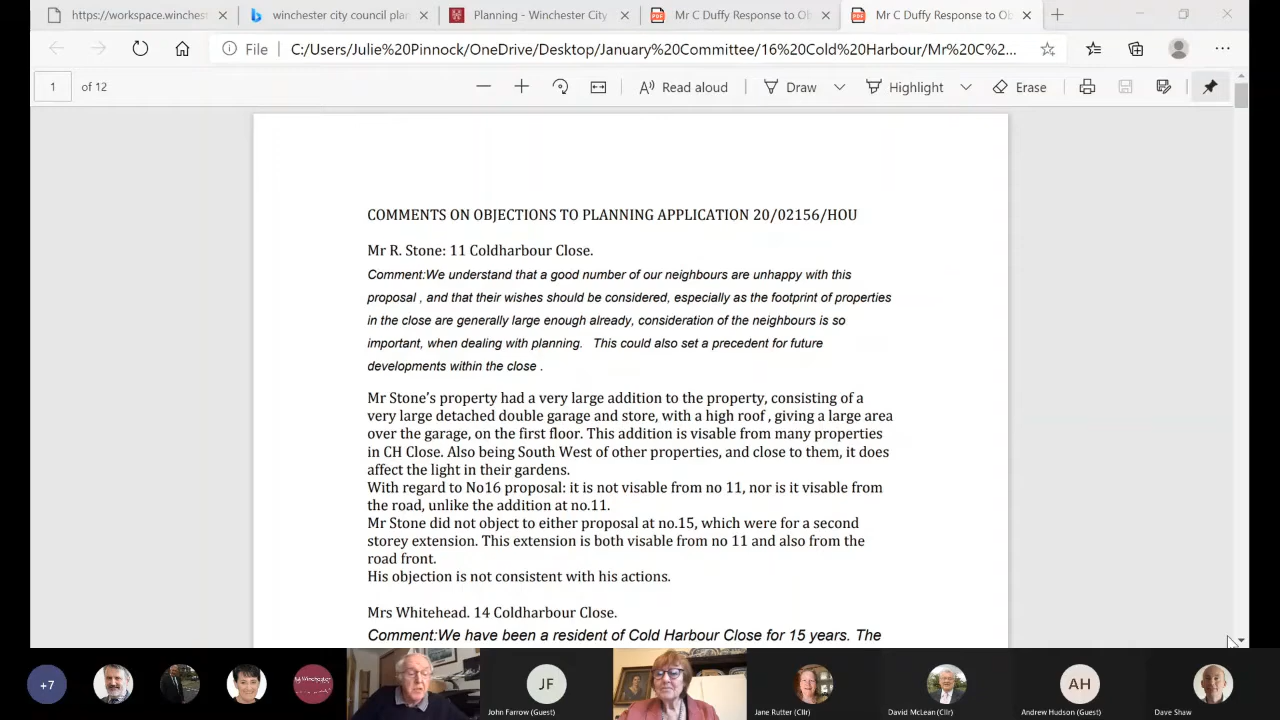 https://workspace.winchest
winchester city council plan
Planning - Winchester City
Mr C Duffy Response to Ob
Mr C Duffy Response to Ob
File
C:/Users/Julie%20Pinnock/OneDrive/Desktop/January%20Committee/16%20Cold%20Harbour/Mr%20C%2...
1 of 12
Read aloud
Draw
Highlight
Erase
COMMENTS ON OBJECTIONS TO PLANNING APPLICATION 20/02156/HOU
Mr R. Stone: 11 Coldharbour Close.
Comment:We understand that a good number of our neighbours are unhappy with this
proposal , and that their wishes should be considered, especially as the footprint of properties
in the close are generally large enough already, consideration of the neighbours is so
important, when dealing with planning. This could also set a precedent for future
developments within the close .
Mr Stone's property had a very large addition to the property, consisting of a
very large detached double garage and store, with a high roof , giving a large area
over the garage, on the first floor. This addition is visable from many properties
in CH Close. Also being South West of other properties, and close to them, it does
affect the light in their gardens.
With regard to No16 proposal: it is not visable from no 11, nor is it visable from
the road, unlike the addition at no.11.
Mr Stone did not object to either proposal at no.15, which were for a second
storey extension. This extension is both visable from no 11 and also from the
road front.
His objection is not consistent with his actions.
Mrs Whitehead. 14 Coldharbour Close.
Comment:We have been a resident of Cold Harbour Close for 15 years. The
+7
Winchester
JF
AH
John Farrow (Guest)
Jane Rutter (Cllr)
David McLean (Cllr)
Andrew Hudson (Guest)
Dave Shaw